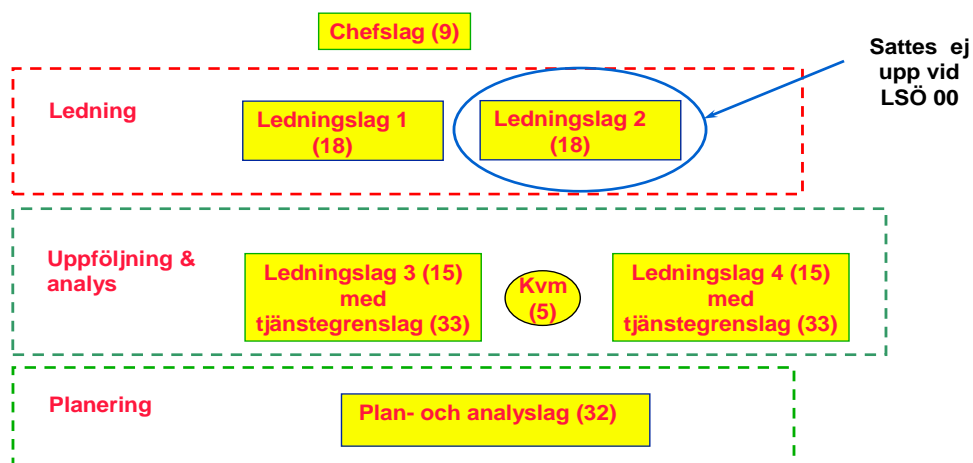 Chefslag (9)
Sattes ej
upp vid
LSÖ 00
Ledning
Ledningslag 1
(18)
Ledningslag 2
(18)
Uppföljning &
analys
Ledningslag 3 (15)
med
tjänstegrenslag (33)
Kvm
(5)
Ledningslag 4 (15)
med
tjänstegrenslag (33)
Planering
Plan- och analyslag (32)